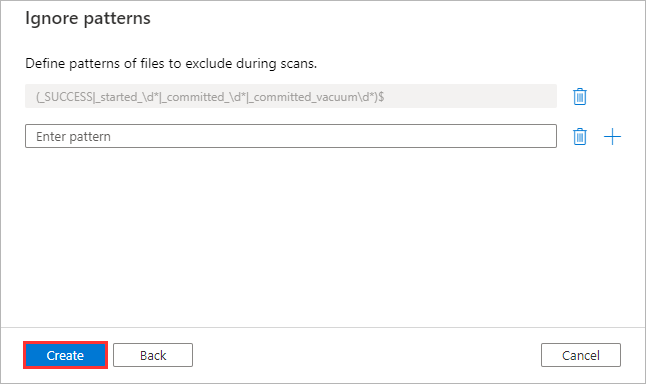 Ignore patterns
Define patterns of files to exclude during scans.
(_SUCCESS|_started_\d*|_committed_\d*|_committed_vacuum\d*)$
Enter pattern
Create
Back
Cancel